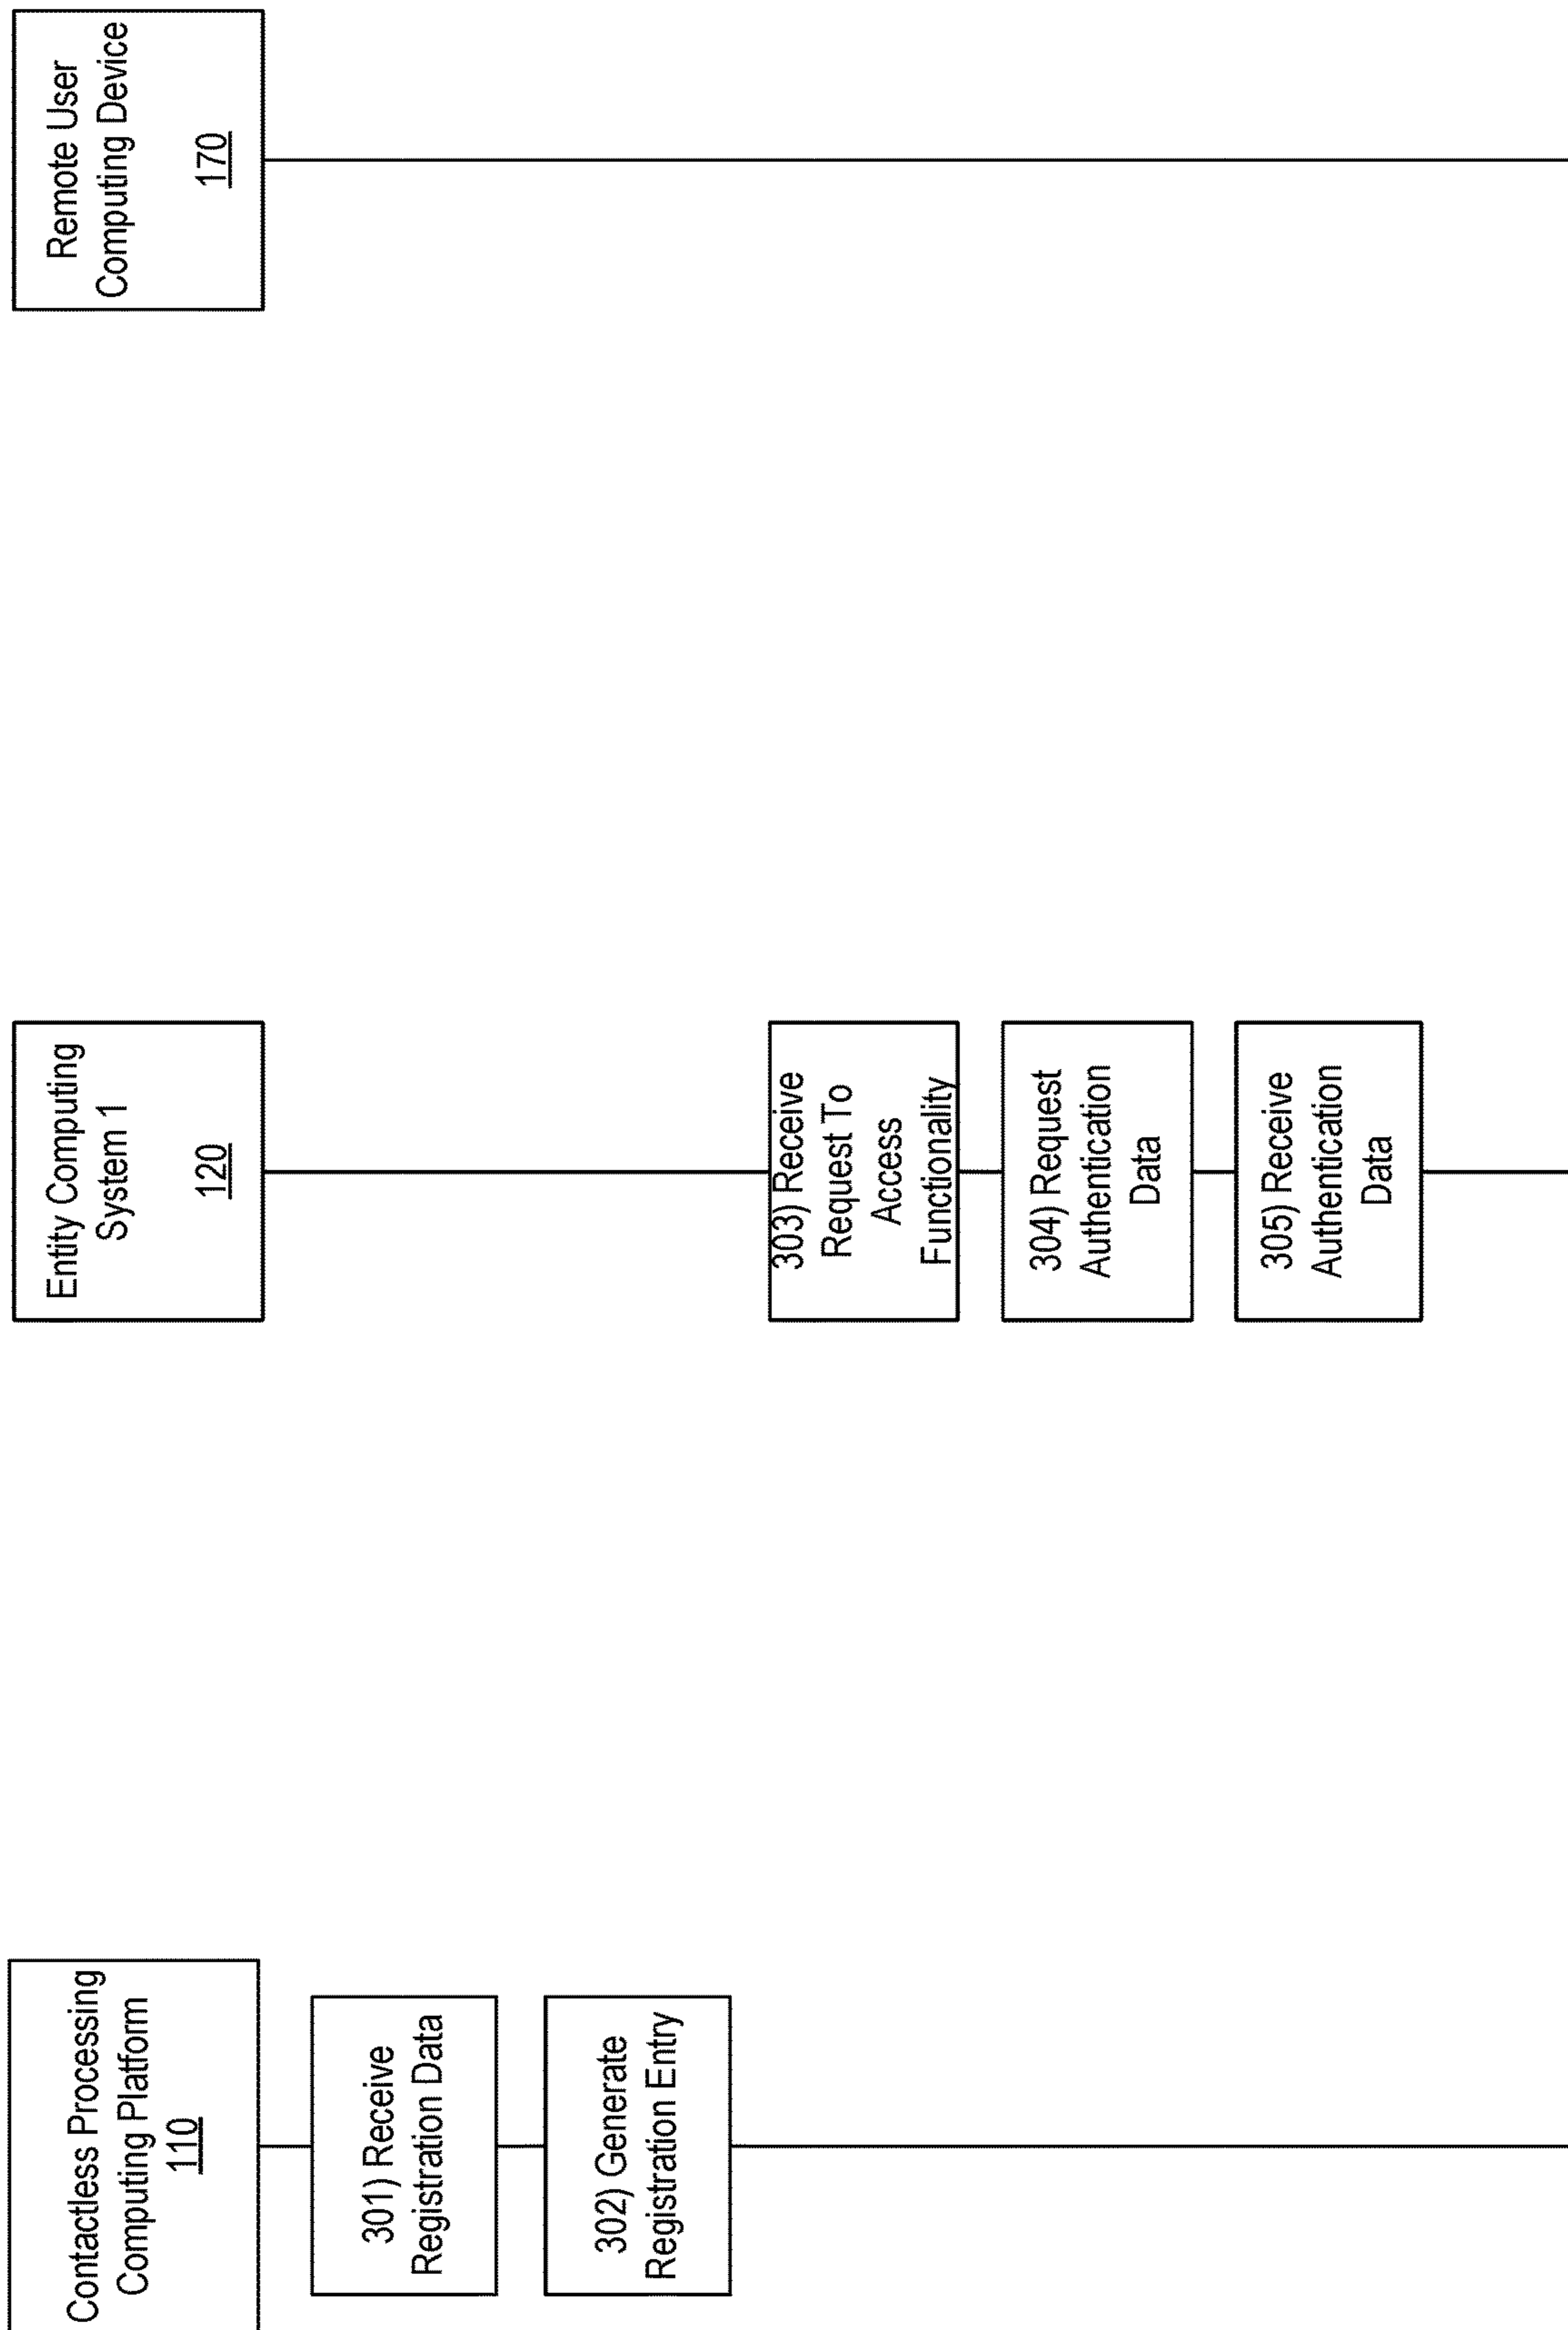 Contactless Processing
Computing Platform
110
Entity Computing
System 1
120
Remote User
Computing Device
170
301) Receive
Registration Data
302) Generate
Registration Entry
303) Receive
Request To
Access
Functionality
304) Request
Authentication
Data
305) Receive
Authentication
Data